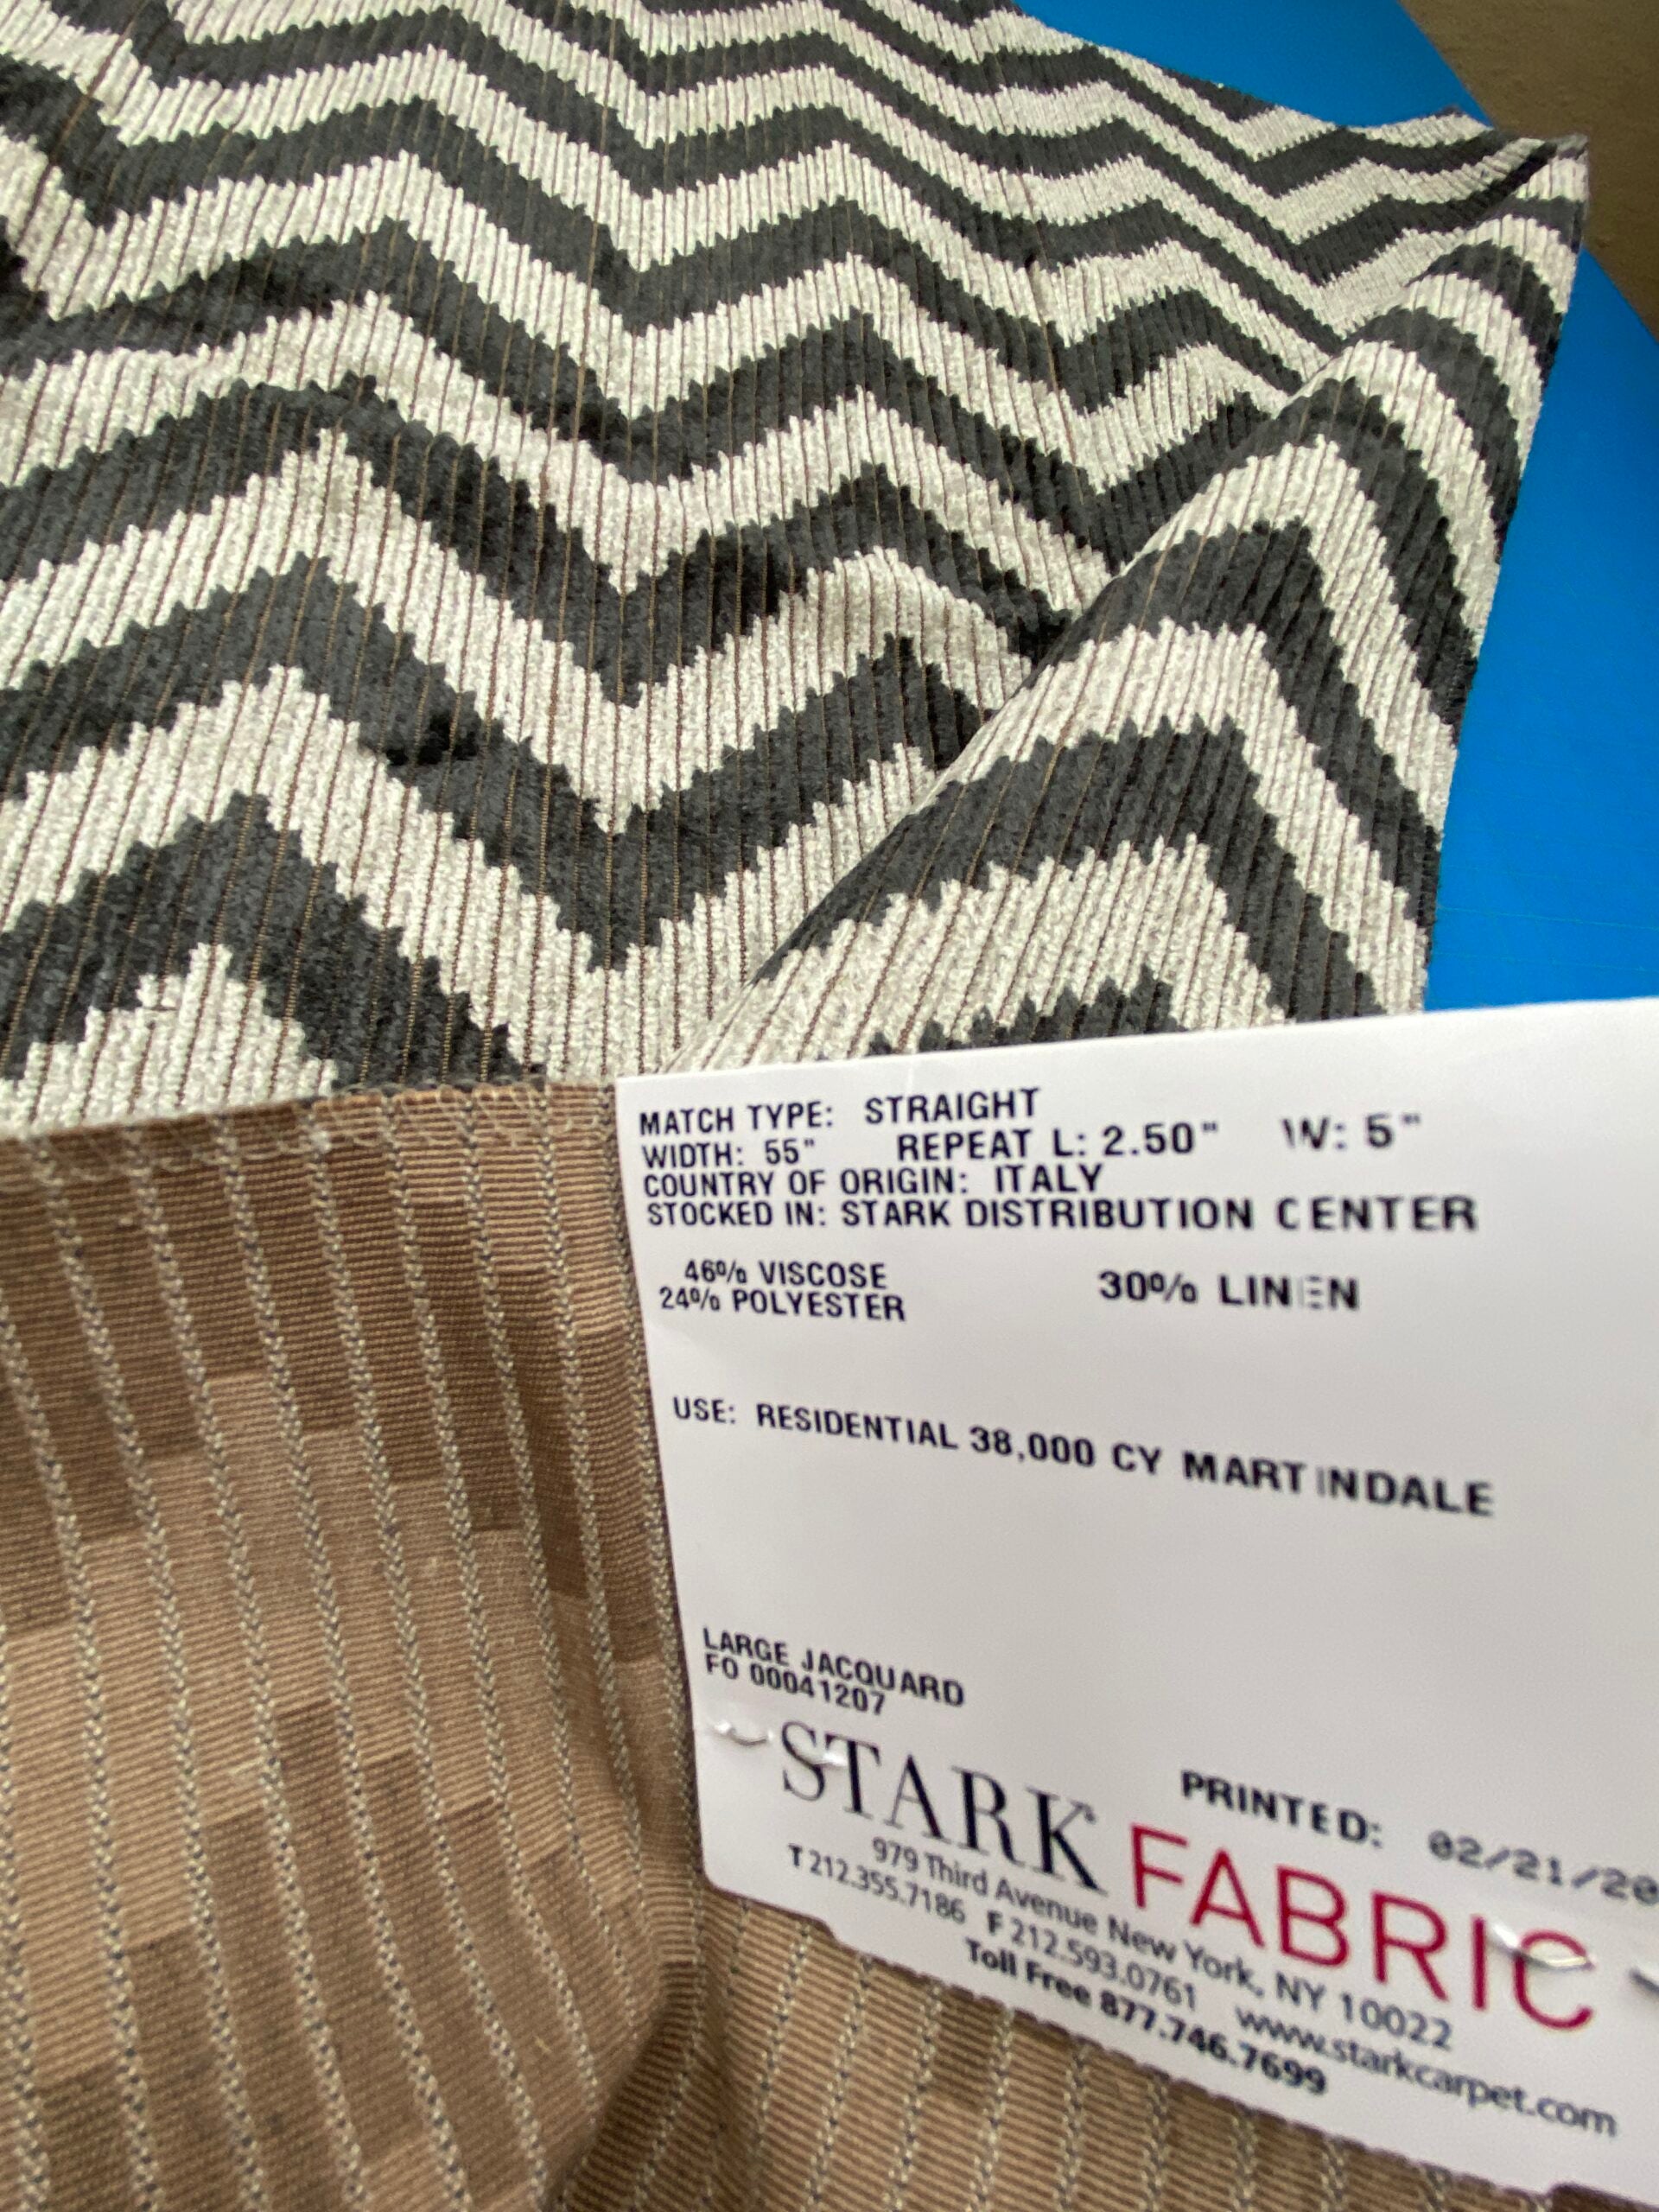 MATCH TYPE: STRAIGHT
WIDTH: 55" REPEAT L: 2.50" W: 5"
COUNTRY OF ORIGIN: ITALY
STOCKED IN: STARK DISTRIBUTION CENTER
46% VISCOSE 30% LINEN
24% POLYESTER
USE: RESIDENTIAL 38,000 CY MARTINDALE
LARGE JACQUARD
FO 00041207
PRINTED: 02/21/20
STARK FABRIC
979 Third Avenue New York, NY 10022
T 212.355.7186 F 212.593.0761 www.starkcarpet.com
Toll Free 877.746.7699